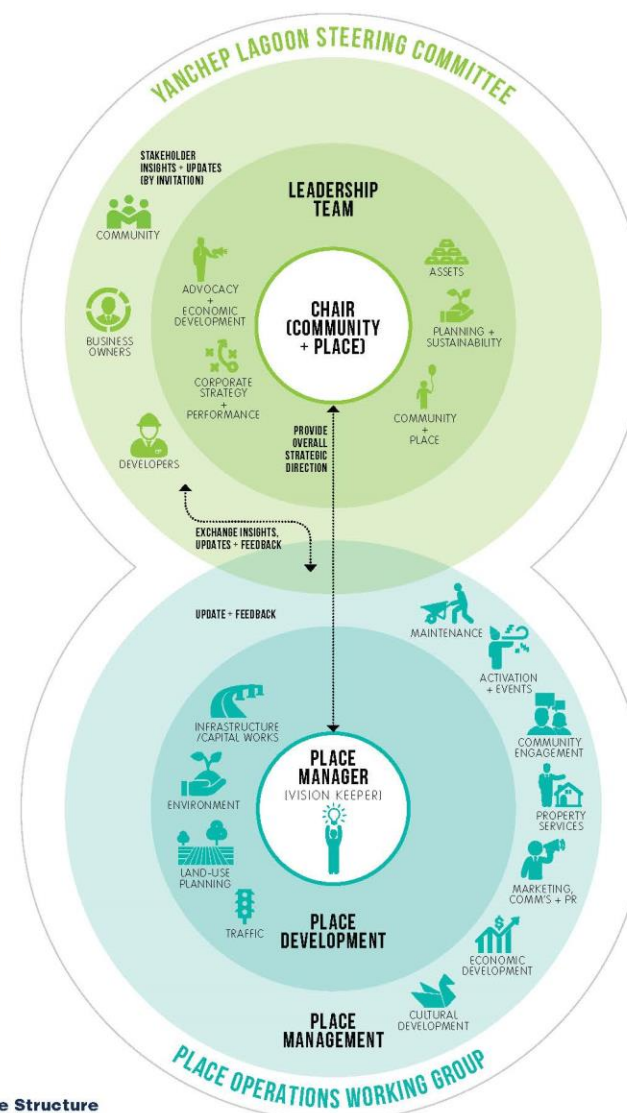 YANCHEP LAGOON STEERING COMMITTEE
STAKEHOLDER
INSIGHTS + UPDATES
(BY INVITATION)
COMMUNITY
BUSINESS
OWNERS
DEVELOPERS
LEADERSHIP
TEAM
ADVOCACY
+
ECONOMIC
DEVELOPMENT
CORPORATE
STRATEGY
+
PERFORMANCE
CHAIR
(COMMUNITY
+ PLACE)
ASSETS
PLANNING +
SUSTAINABILITY
COMMUNITY
+
PLACE
PROVIDE
OVERALL
STRATEGIC
DIRECTION
EXCHANGE INSIGHTS,
UPDATES + FEEDBACK
UPDATE + FEEDBACK
MAINTENANCE
ACTIVATION
+ EVENTS
COMMUNITY
ENGAGEMENT
PROPERTY
SERVICES
MARKETING,
COMM'S + PR
ECONOMIC
DEVELOPMENT
CULTURAL
DEVELOPMENT
INFRASTRUCTURE
/CAPITAL WORKS
ENVIRONMENT
LAND-USE
PLANNING
TRAFFIC
PLACE
MANAGER
(VISION KEEPER)
PLACE
DEVELOPMENT
PLACE
MANAGEMENT
PLACE OPERATIONS WORKING GROUP
e Structure